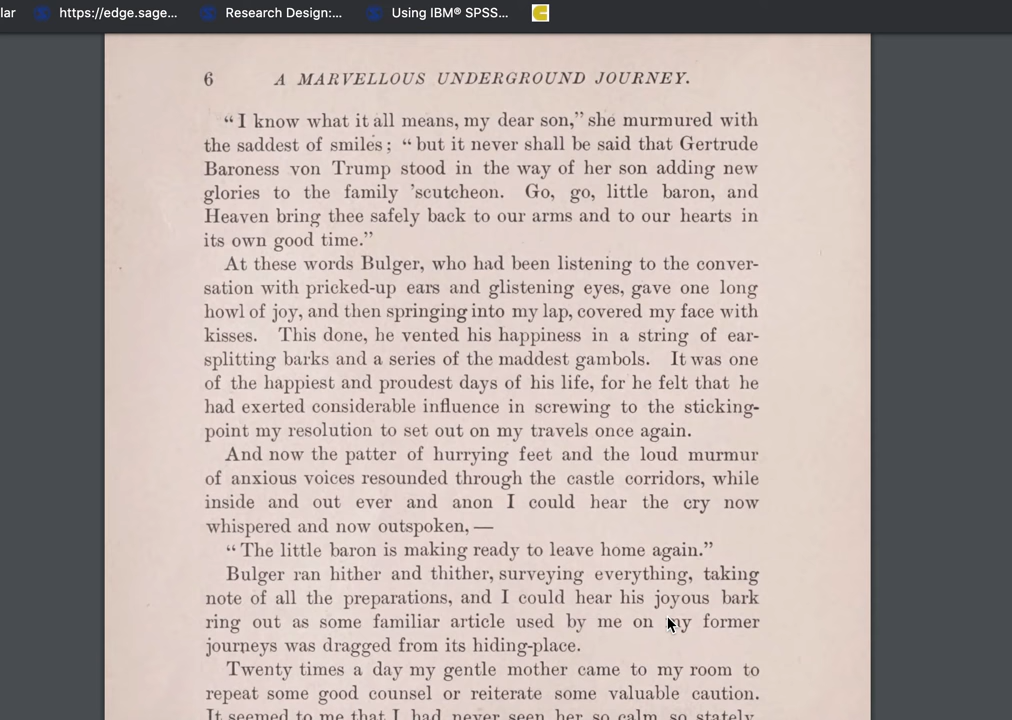 lar https://edge.sage... Research Design:... Using IBM® SPSS...
6 A MARVELLOUS UNDERGROUND JOURNEY.
“I know what it all means, my dear son,” she murmured with
the saddest of smiles; “but it never shall be said that Gertrude
Baroness von Trump stood in the way of her son adding new
glories to the family ’scutcheon. Go, go, little baron, and
Heaven bring thee safely back to our arms and to our hearts in
its own good time.”
At these words Bulger, who had been listening to the conver-
sation with pricked-up ears and glistening eyes, gave one long
howl of joy, and then springing into my lap, covered my face with
kisses. This done, he vented his happiness in a string of ear-
splitting barks and a series of the maddest gambols. It was one
of the happiest and proudest days of his life, for he felt that he
had exerted considerable influence in screwing to the sticking-
point my resolution to set out on my travels once again.
And now the patter of hurrying feet and the loud murmur
of anxious voices resounded through the castle corridors, while
inside and out ever and anon I could hear the cry now
whispered and now outspoken, —
“The little baron is making ready to leave home again.”
Bulger ran hither and thither, surveying everything, taking
note of all the preparations, and I could hear his joyous bark
ring out as some familiar article used by me on my former
journeys was dragged from its hiding-place.
Twenty times a day my gentle mother came to my room to
repeat some good counsel or reiterate some valuable caution.
It seemed to me that I had never seen her so calm, so stately,